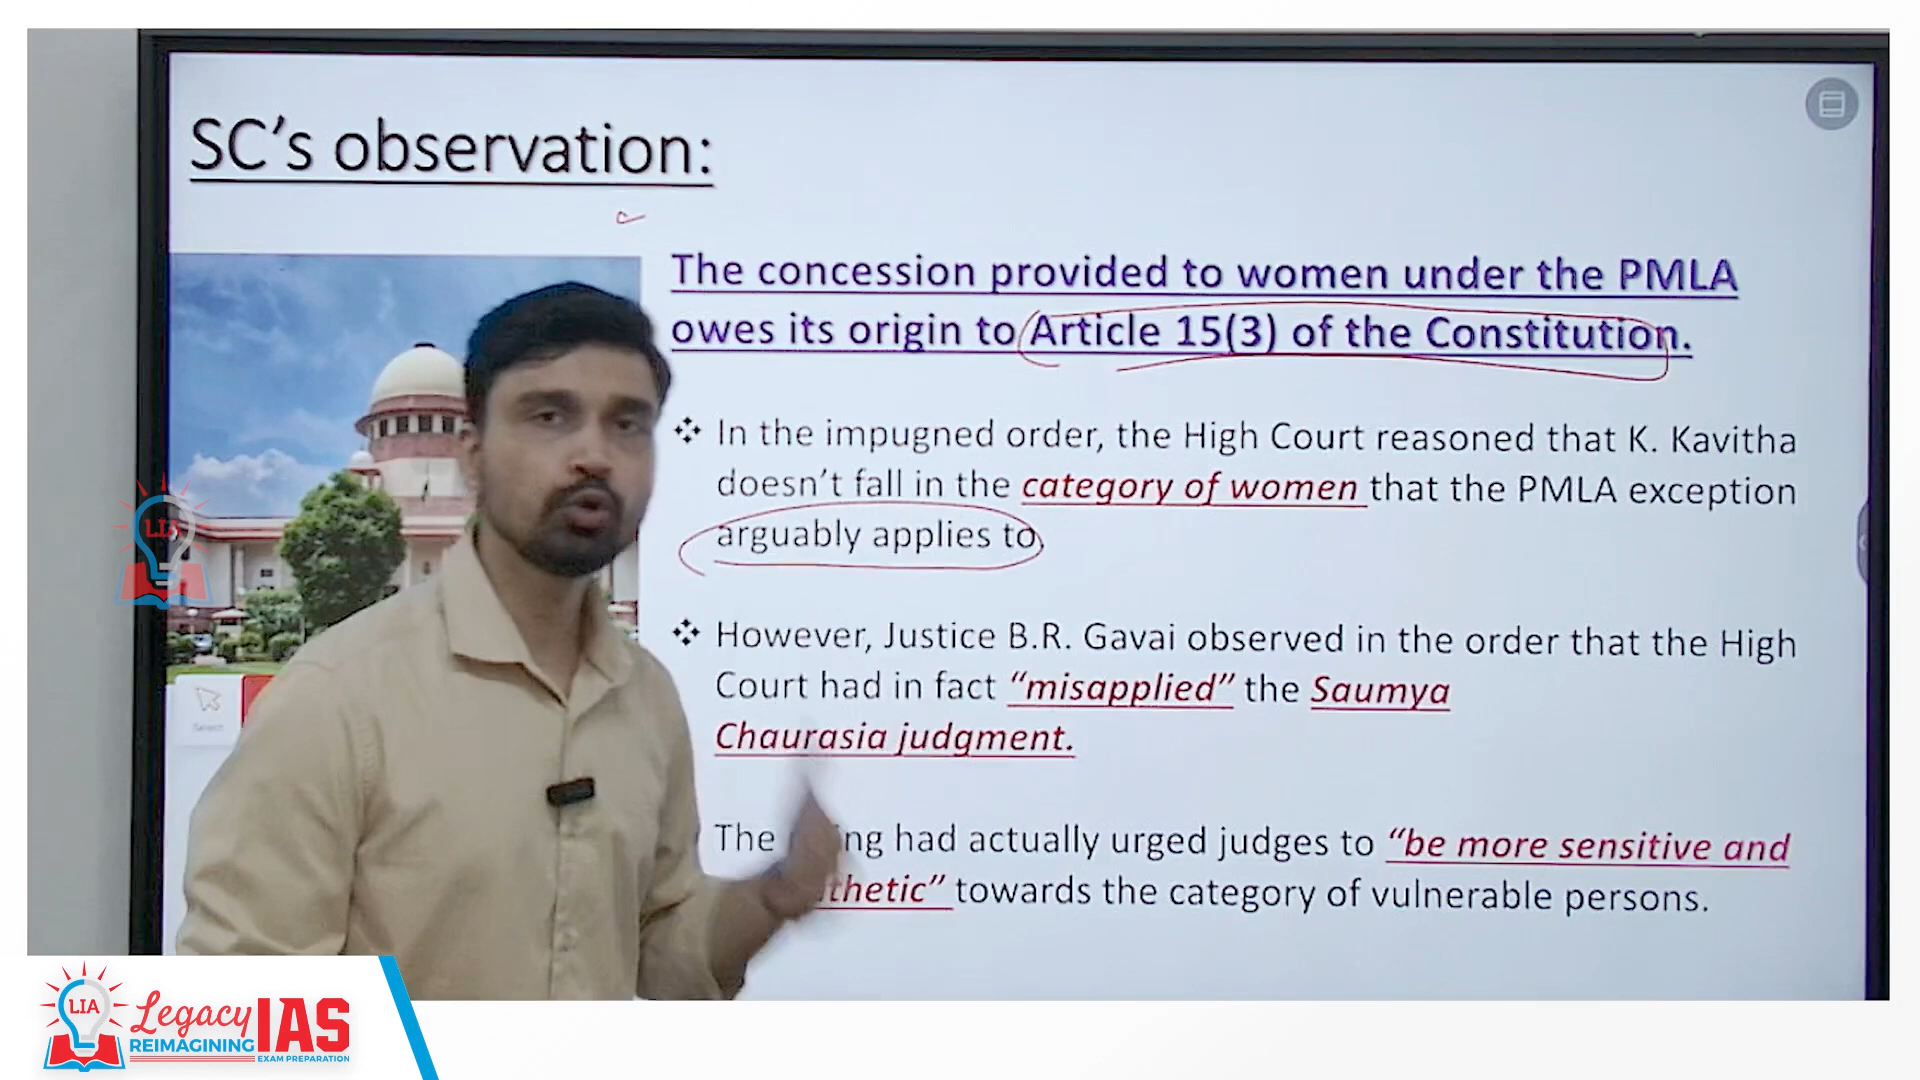 SC's observation:
The concession provided to women under the PMLA
owes its origin to Article 15(3) of the Constitution.
In the impugned order, the High Court reasoned that K. Kavitha
doesn't fall in the category of women that the PMLA exception
arguably applies to
However, Justice B.R. Gavai observed in the order that the High
Court had in fact "misapplied" the Saumya
Chaurasia judgment.
The had actually urged judges to "be more sensitive and
towards the category of vulnerable persons.
Select
LIA
LIA
Legacy IAS
REIMAGINING
EXAM PREPARATION